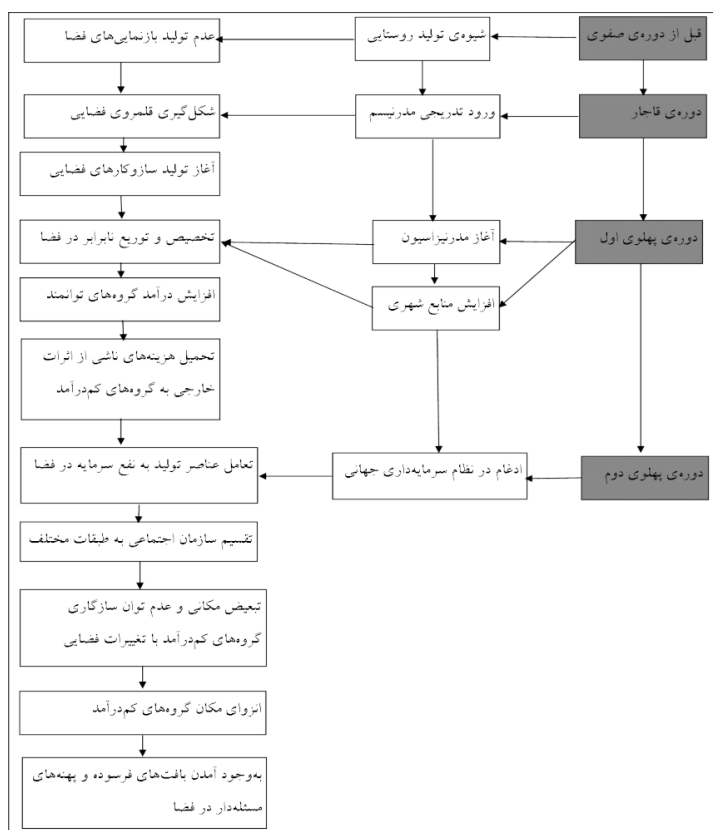 قبل از دوره‌ی صفوی
شیوه‌ی تولید روستایی
عدم تولید بازنمایی‌های فضا
دوره‌ی قاجار
ورود تدریجی مدرنیسم
شکل‌گیری قلمروی فضایی
آغاز تولید سازوکارهای فضایی
دوره‌ی پهلوی اول
آغاز مدرنیزاسیون
تخصیص و توزیع نابرابر در فضا
افزایش منابع شهری
افزایش درآمد گروه‌های توانمند
تحمیل هزینه‌های ناشی از اثرات
خارجی به گروه‌های کم‌درآمد
دوره‌ی پهلوی دوم
ادغام در نظام سرمایه‌داری جهانی
تعامل عناصر تولید به نفع سرمایه در فضا
تقسیم سازمان اجتماعی به طبقات مختلف
تبعیض مکانی و عدم توان سازگاری
گروه‌های کم‌درآمد با تغییرات فضایی
انزوای مکان گروه‌های کم‌درآمد
به‌وجود آمدن بافت‌های فرسوده و پهنه‌های
مسئله‌دار در فضا